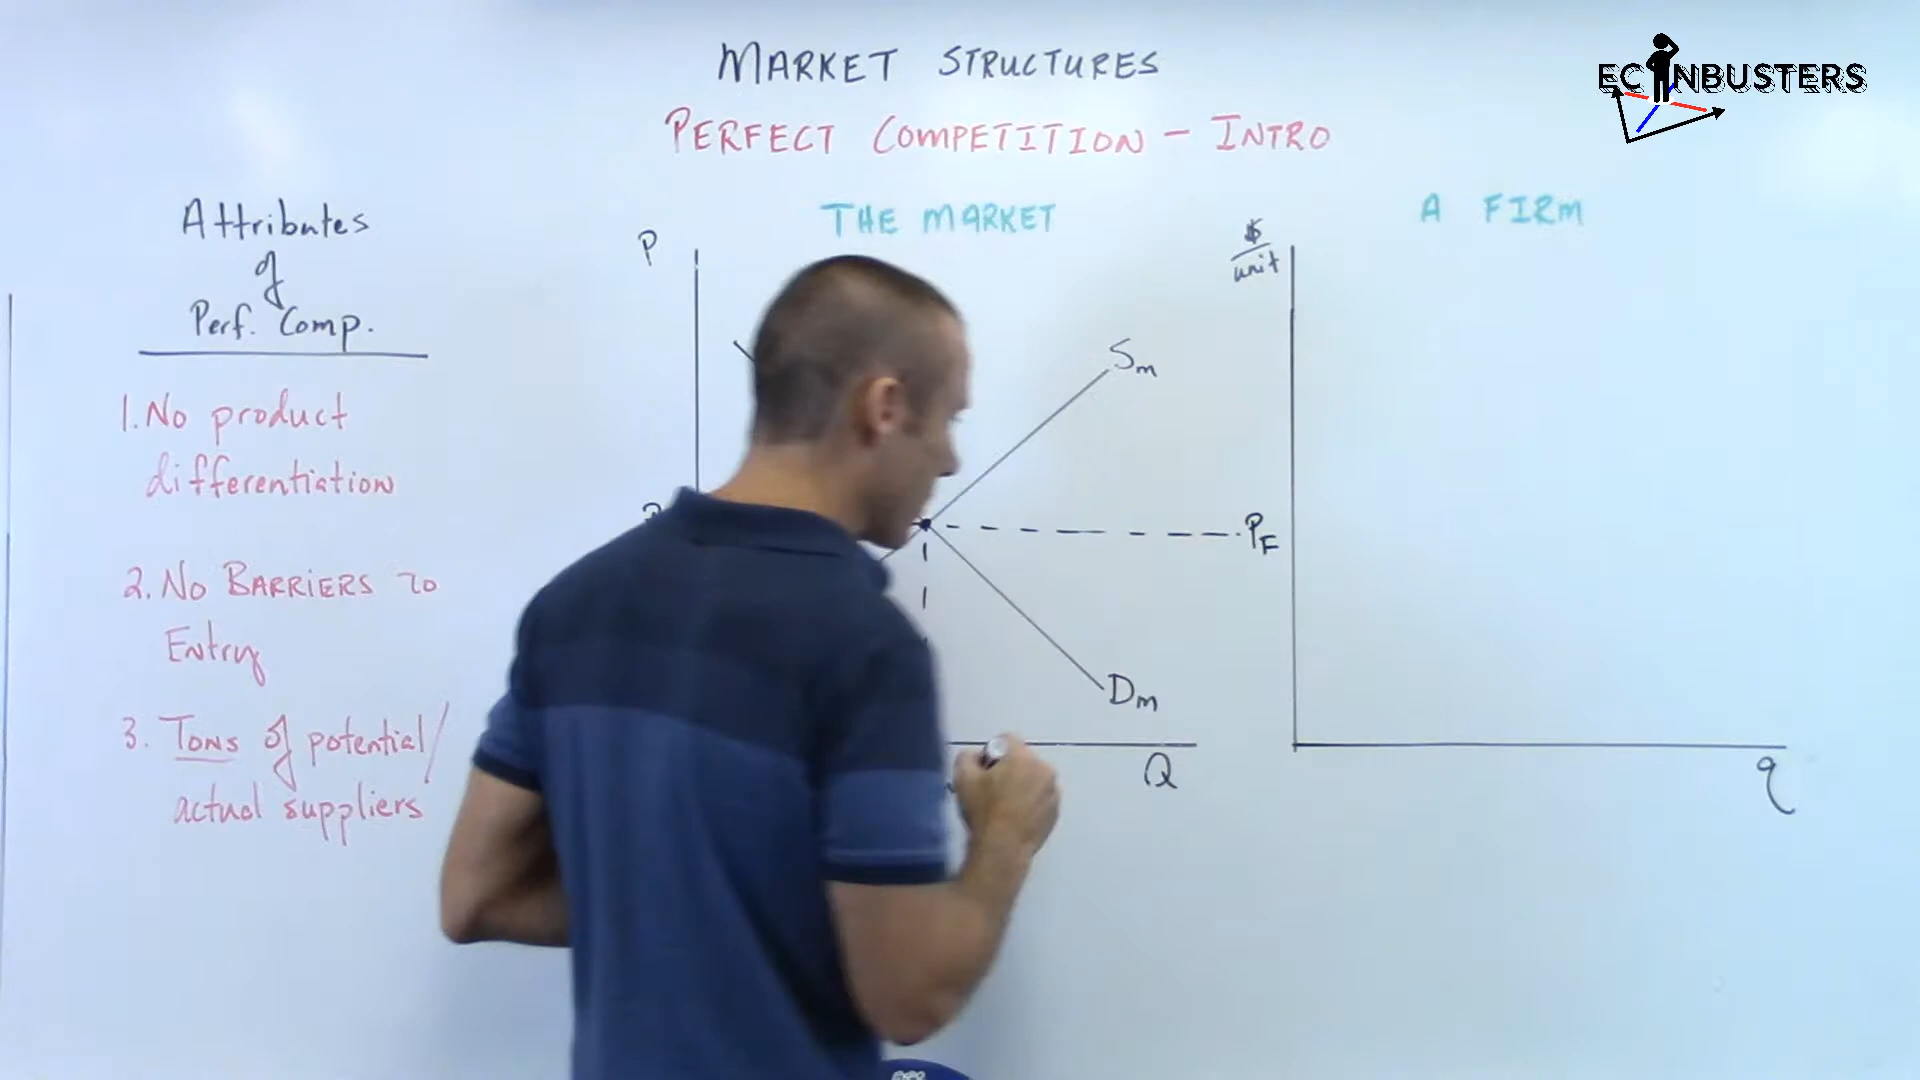 MARKET STRUCTURES
PERFECT COMPETITION - INTRO
ECONBUSTERS
Attributes
of
Perf. Comp.
1. No product
differentiation
2. No BARRIERS TO
Entry
3. Tons of potential/
actual suppliers
THE MARKET
P
Sm
Dm
Q
A FIRM
$
unit
PF
q